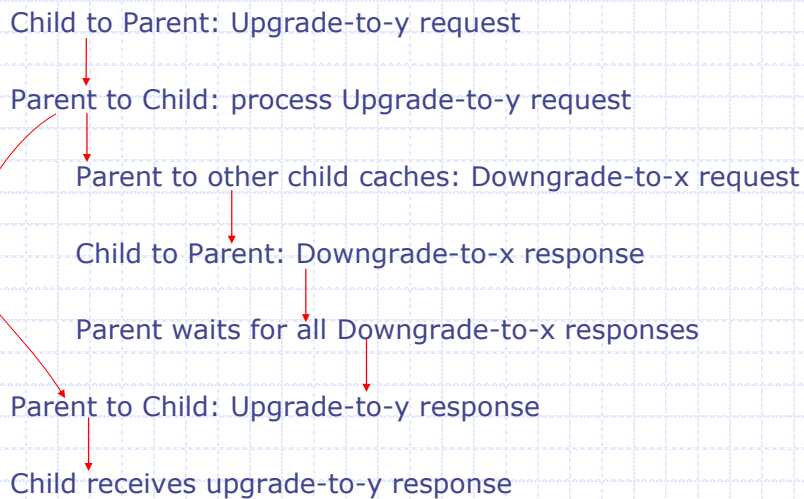 Child to Parent: Upgrade-to-y request
Parent to Child: process Upgrade-to-y request
Parent to other child caches: Downgrade-to-x request
Child to Parent: Downgrade-to-x response
Parent waits for all Downgrade-to-x responses
Parent to Child: Upgrade-to-y response
Child receives upgrade-to-y response